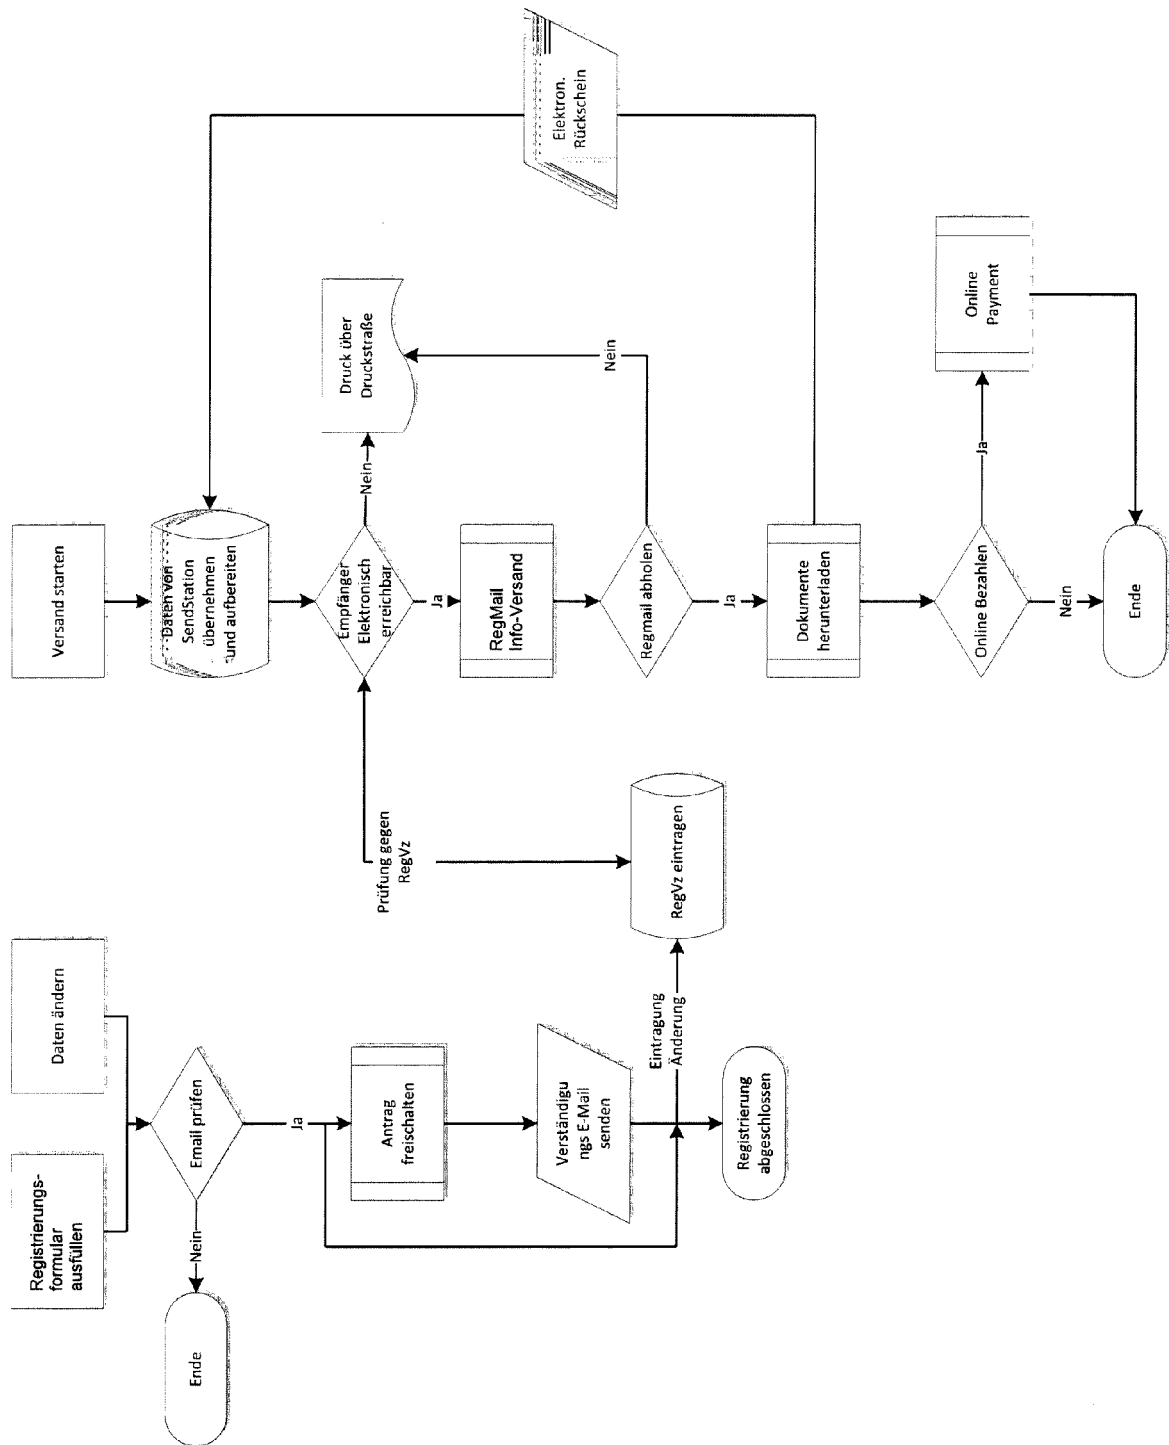 Registrierungs-
formular
ausfüllen
Daten ändern
Email prüfen
Nein
Ende
Ja
Antrag
freischalten
Verständigu
ngs E-Mail
senden
Eintragung
Änderung
Registrierung
abgeschlossen
RegVz eintragen
Prüfung gegen
RegVz
Versand starten
Daten von
SendStation
übernehmen
und aufbereiten
Empfänger
Elektronisch
erreichbar
Nein
Druck über
Druckstraße
Ja
RegMail
Info-Versand
Regmail abholen
Nein
Ja
Dokumente
herunterladen
Elektron.
Rückschein
Online Bezahlen
Ja
Online
Payment
Nein
Ende